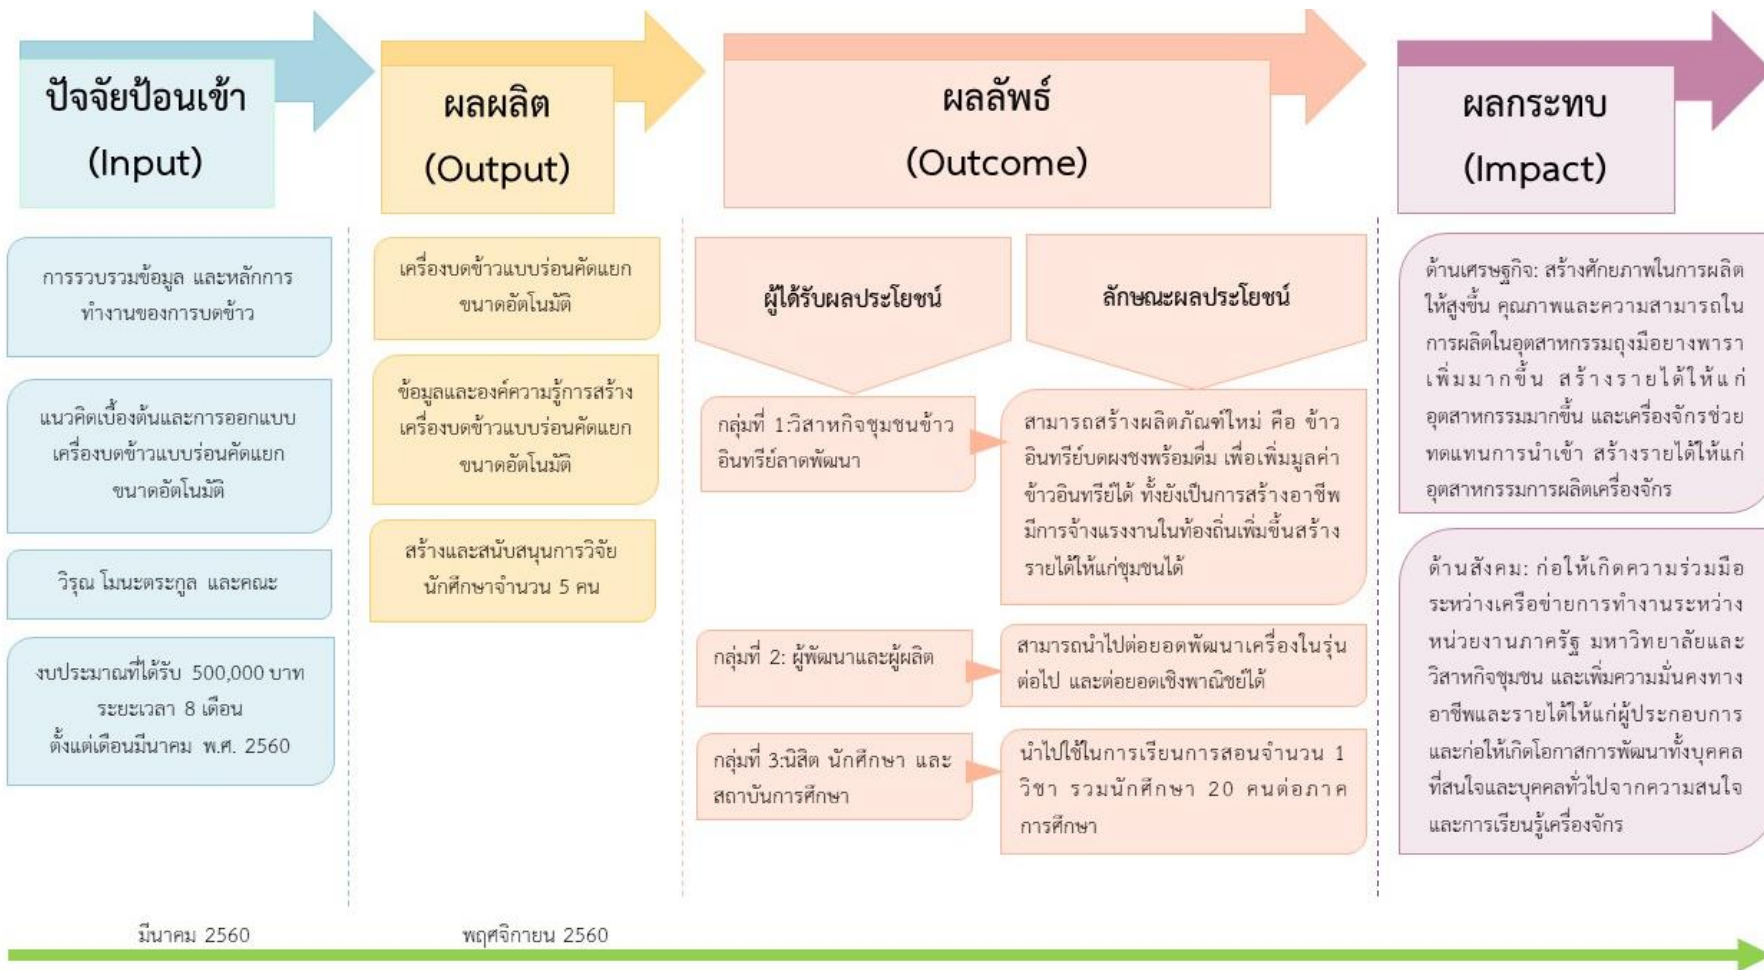 ปัจจัยป้อนเข้า
(Input)
ผลผลิต
(Output)
ผลลัพธ์
(Outcome)
ผลกระทบ
(Impact)
การรวบรวมข้อมูล และหลักการ
ทำงานของการบดข้าว
แนวคิดเบื้องต้นและการออกแบบ
เครื่องบดข้าวแบบร่อนคัดแยก
ขนาดอัตโนมัติ
วิรุณ โมนะตระกูล และคณะ
งบประมาณที่ได้รับ 500,000 บาท
ระยะเวลา 8 เดือน
ตั้งแต่เดือนมีนาคม พ.ศ. 2560
เครื่องบดข้าวแบบร่อนคัดแยก
ขนาดอัตโนมัติ
ข้อมูลและองค์ความรู้การสร้าง
เครื่องบดข้าวแบบร่อนคัดแยก
ขนาดอัตโนมัติ
สร้างและสนับสนุนการวิจัย
นักศึกษาจำนวน 5 คน
ผู้ได้รับผลประโยชน์
ลักษณะผลประโยชน์
กลุ่มที่ 1:วิสาหกิจชุมชนข้าว
อินทรีย์ลาดพัฒนา
สามารถสร้างผลิตภัณฑ์ใหม่ คือ ข้าว
อินทรีย์บดผงชงพร้อมดื่ม เพื่อเพิ่มมูลค่า
ข้าวอินทรีย์ได้ ทั้งยังเป็นการสร้างอาชีพ
มีการจ้างแรงงานในท้องถิ่นเพิ่มขึ้นสร้าง
รายได้ให้แก่ชุมชนได้
กลุ่มที่ 2: ผู้พัฒนาและผู้ผลิต
สามารถนำไปต่อยอดพัฒนาเครื่องในรุ่น
ต่อไป และต่อยอดเชิงพาณิชย์ได้
กลุ่มที่ 3:นิสิต นักศึกษา และ
สถาบันการศึกษา
นำไปใช้ในการเรียนการสอนจำนวน 1
วิชา รวมนักศึกษา 20 คนต่อภาค
การศึกษา
ด้านเศรษฐกิจ: สร้างศักยภาพในการผลิต
ให้สูงขึ้น คุณภาพและความสามารถใน
การผลิตในอุตสาหกรรมถุงมือยางพารา
เพิ่มมากขึ้น สร้างรายได้ให้แก่
อุตสาหกรรมมากขึ้น และเครื่องจักรช่วย
ทดแทนการนำเข้า สร้างรายได้ให้แก่
อุตสาหกรรมการผลิตเครื่องจักร
ด้านสังคม: ก่อให้เกิดความร่วมมือ
ระหว่างเครือข่ายการทำงานระหว่าง
หน่วยงานภาครัฐ มหาวิทยาลัยและ
วิสาหกิจชุมชน และเพิ่มความมั่นคงทาง
อาชีพและรายได้ให้แก่ผู้ประกอบการ
และก่อให้เกิดโอกาสการพัฒนาทั้งบุคคล
ที่สนใจและบุคคลทั่วไปจากความสนใจ
และการเรียนรู้เครื่องจักร
มีนาคม 2560
พฤศจิกายน 2560